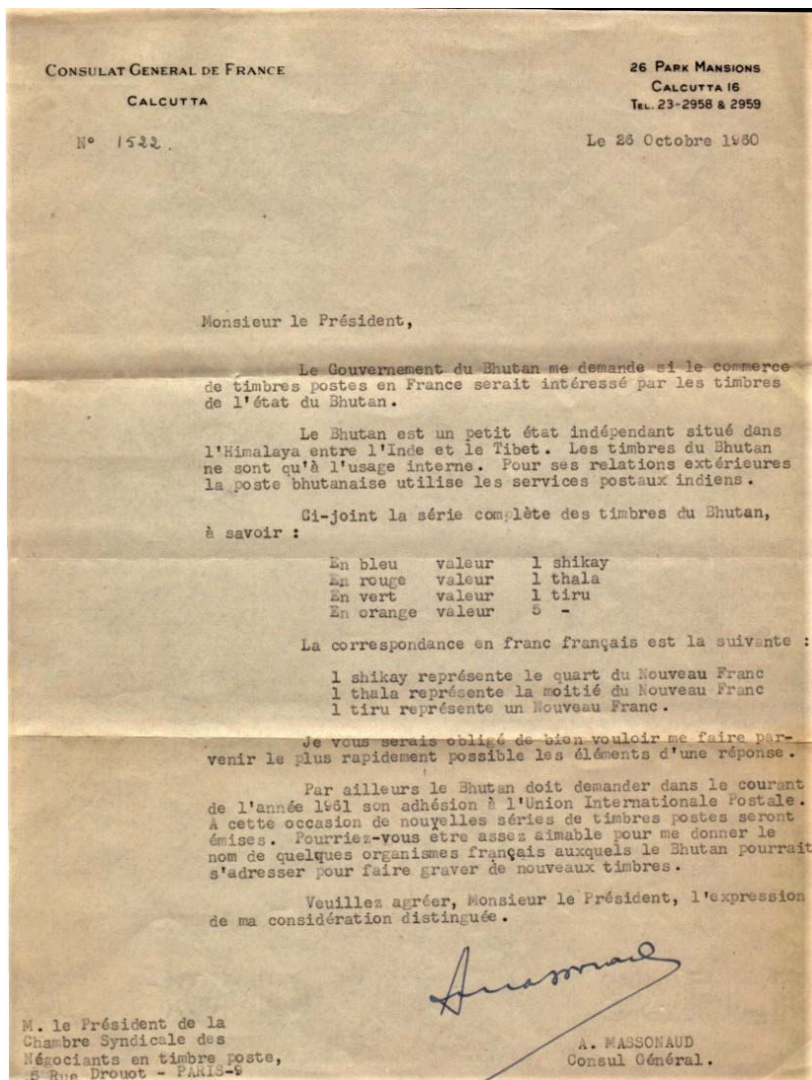 CONSULAT GENERAL DE FRANCE
CALCUTTA
26 PARK MANSIONS
CALCUTTA 16
TEL. 23-2958 & 2959
N° 1522.
Le 26 Octobre 1960
Monsieur le Président,
Le Gouvernement du Bhutan me demande si le commerce
de timbres postes en France serait intéressé par les timbres
de l'état du Bhutan.
Le Bhutan est un petit état indépendant situé dans
l'Himalaya entre l'Inde et le Tibet. Les timbres du Bhutan
ne sont qu'à l'usage interne. Pour ses relations extérieures
la poste bhutanaise utilise les services postaux indiens.
Ci-joint la série complète des timbres du Bhutan,
à savoir :
En bleu valeur 1 shikay
En rouge valeur 1 thala
En vert valeur 1 tiru
En orange valeur 5 -
La correspondance en franc français est la suivante :
1 shikay représente le quart du Nouveau Franc
1 thala représente la moitié du Nouveau Franc
1 tiru représente un Nouveau Franc.
Je vous serais obligé de bien vouloir me faire par-
venir le plus rapidement possible les éléments d'une réponse.
Par ailleurs le Bhutan doit demander dans le courant
de l'année 1961 son adhésion à l'Union Internationale Postale.
A cette occasion de nouvelles séries de timbres postes seront
émises. Pourriez-vous être assez aimable pour me donner le
nom de quelques organismes français auxquels le Bhutan pourrait
s'adresser pour faire graver de nouveaux timbres.
Veuillez agréer, Monsieur le Président, l'expression
de ma considération distinguée.
Amassonaud
M. le Président de la
Chambre Syndicale des
Négociants en timbre poste,
Rue Drouot - PARIS-9
A. MASSONAUD
Consul Général.